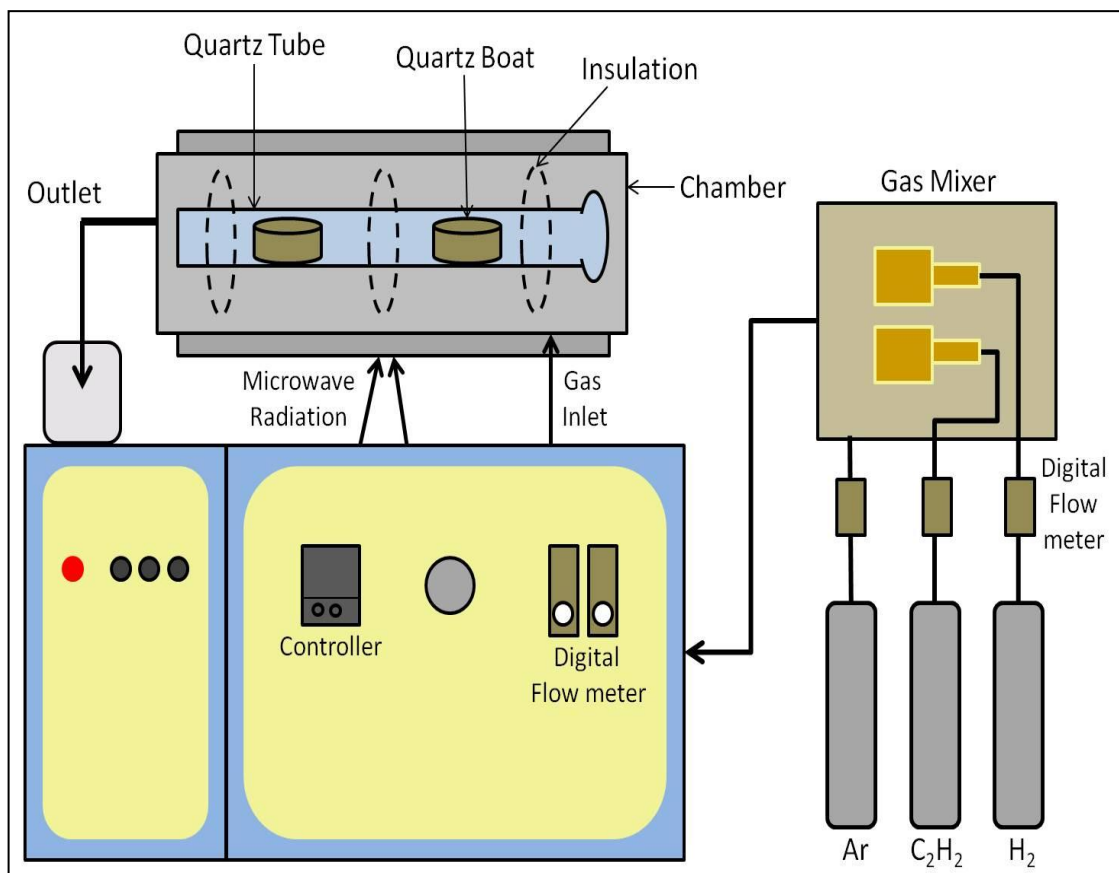 Quartz Tube
Quartz Boat
Insulation
Outlet
Chamber
Gas Mixer
Microwave
Radiation
Gas
Inlet
Digital
Flow
meter
Controller
Digital
Flow meter
Ar
C₂H₂
H₂